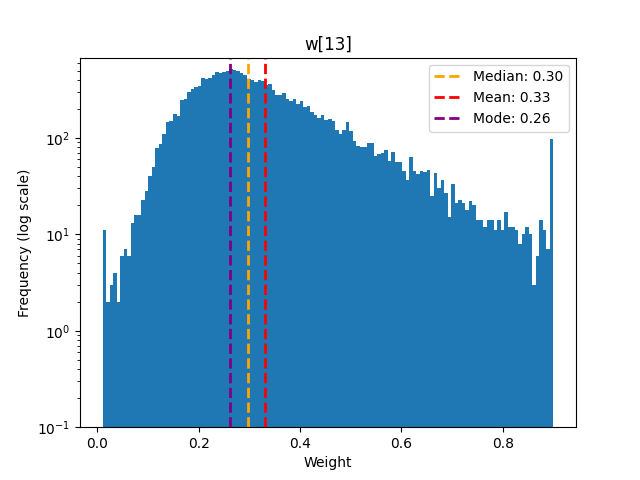 w[13]
Median: 0.30
Mean: 0.33
Mode: 0.26
Frequency (log scale)
10²
10¹
10⁰
10⁻¹
0.0 0.2 0.4 0.6 0.8
Weight